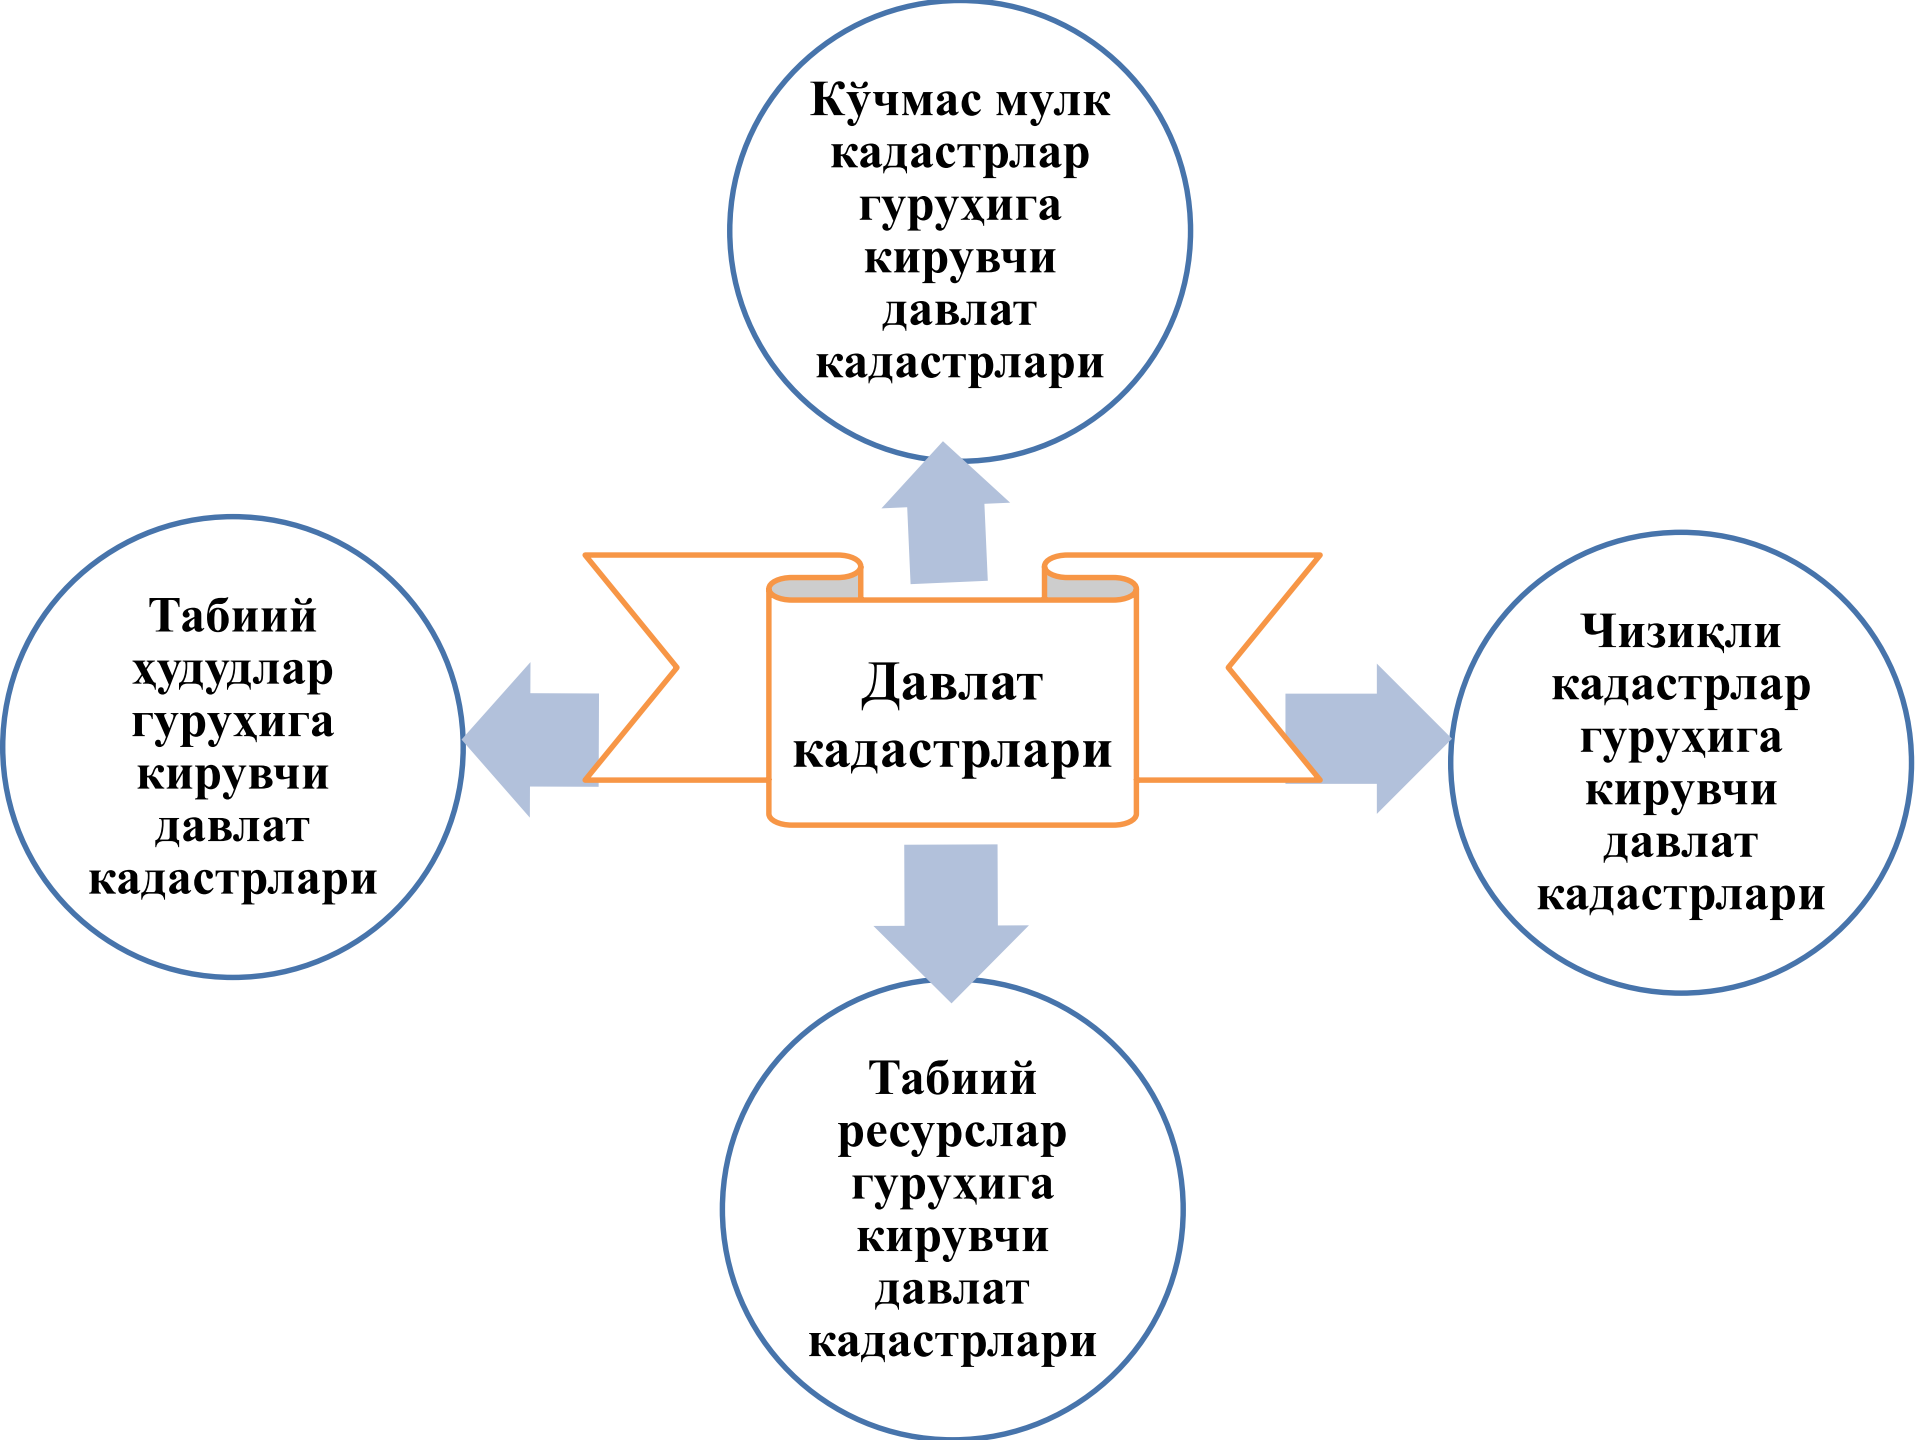 Кўчмас мулк
кадастрлар
гуруҳига
кирувчи
давлат
кадастрлари
Табиий
ҳудудлар
гуруҳига
кирувчи
давлат
кадастрлари
Давлат
кадастрлари
Чизиқли
кадастрлар
гуруҳига
кирувчи
давлат
кадастрлари
Табиий
ресурслар
гуруҳига
кирувчи
давлат
кадастрлари